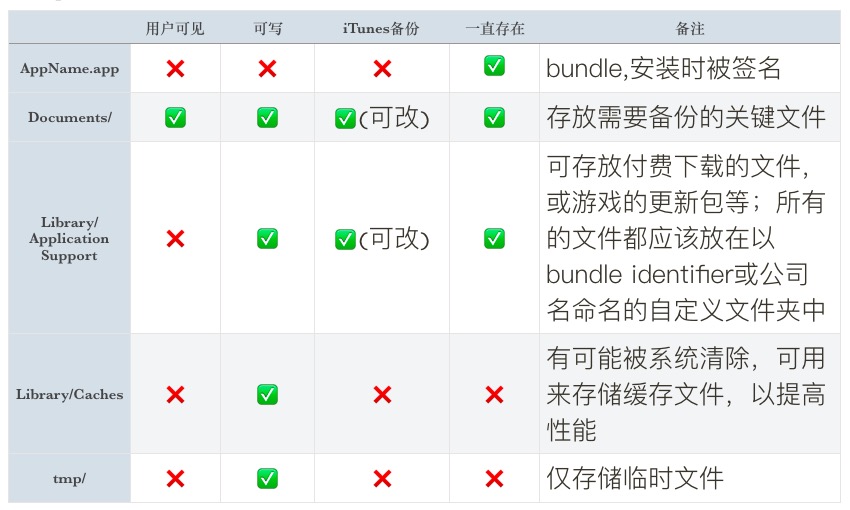 用户可见 可写 iTunes备份 一直存在 备注
AppName.app ❌ ❌ ❌ ✅ bundle,安装时被签名
Documents/ ✅ ✅ ✅(可改) ✅ 存放需要备份的关键文件
Library/
Application
Support
❌ ✅ ✅(可改) ✅
可存放付费下载的文件，
或游戏的更新包等；所有
的文件都应该放在以
bundle identifier或公司
名命名的自定义文件夹中
Library/Caches ❌ ✅ ❌ ❌
有可能被系统清除，可用
来存储缓存文件，以提高
性能
tmp/ ❌ ✅ ❌ ❌ 仅存储临时文件